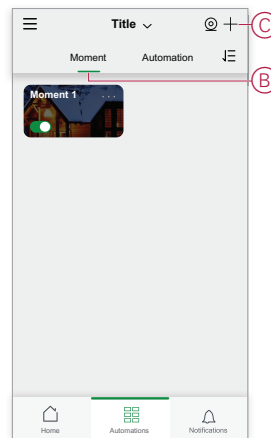 Title
C
Moment Automation
B
Moment 1 ...
Home Automations Notifications